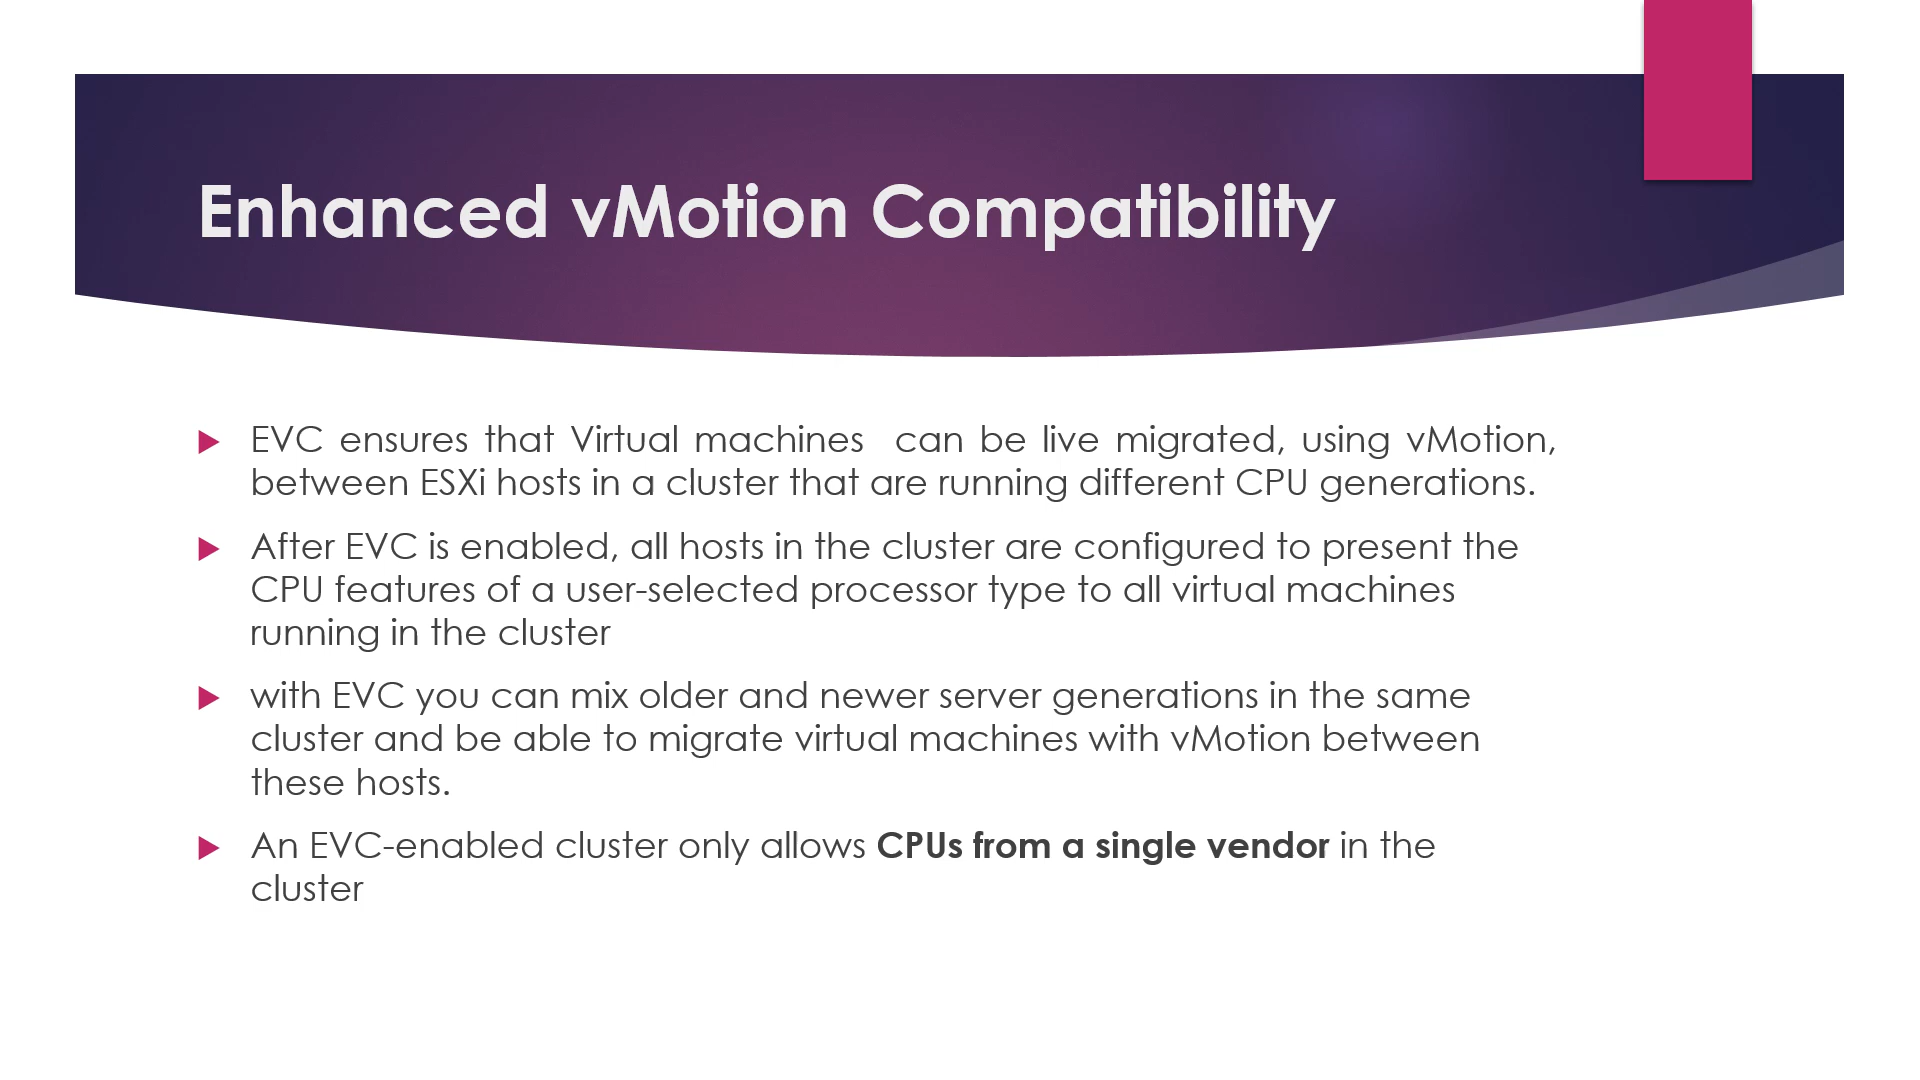 Enhanced vMotion Compatibility
EVC ensures that Virtual machines  can be live migrated, using vMotion,
between ESXi hosts in a cluster that are running different CPU generations.
After EVC is enabled, all hosts in the cluster are configured to present the
CPU features of a user-selected processor type to all virtual machines
running in the cluster
with EVC you can mix older and newer server generations in the same
cluster and be able to migrate virtual machines with vMotion between
these hosts.
An EVC-enabled cluster only allows CPUs from a single vendor in the
cluster